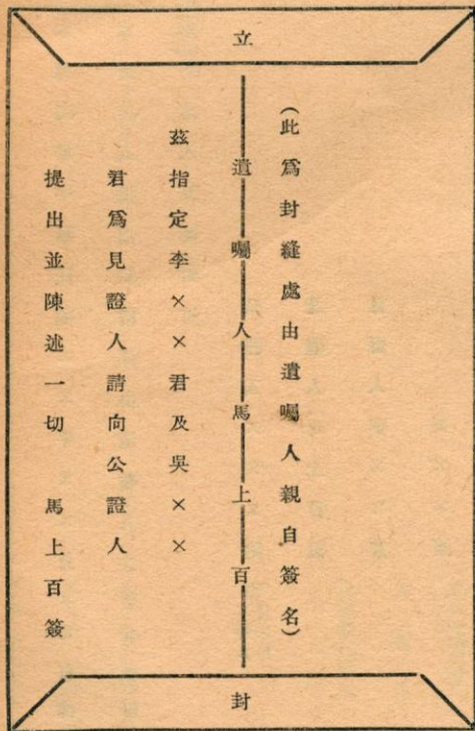 立
（此爲封縫處由遺囑人親自簽名）
遺囑人馬上百
茲指定李××君及吳××
君爲見證人請向公證人
提出並陳述一切　馬上百簽
封